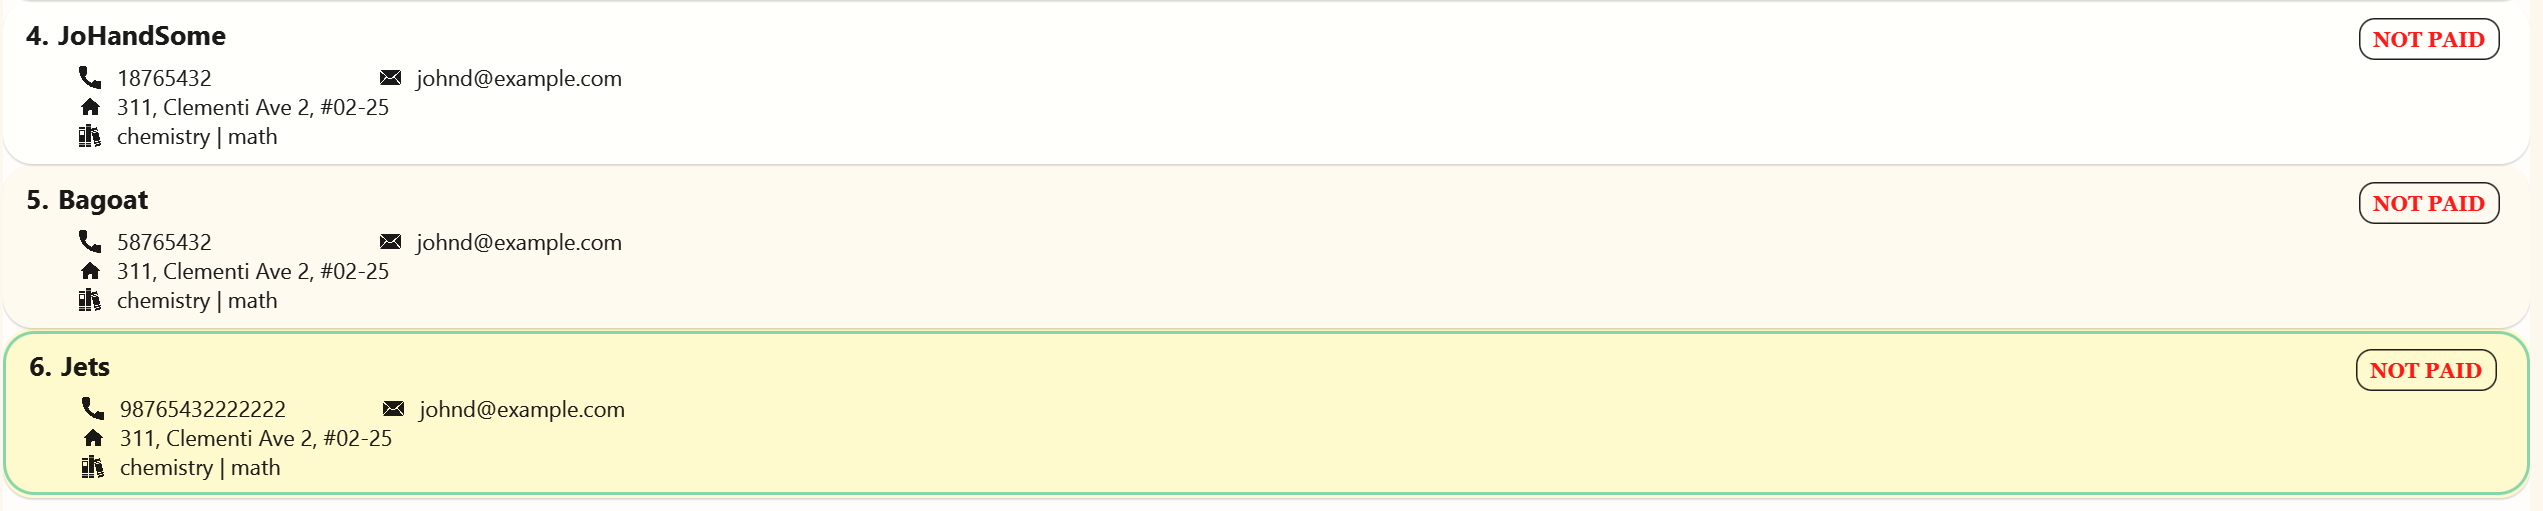 4. JoHandSome
NOT PAID
18765432 johnd@example.com
311, Clementi Ave 2, #02-25
chemistry | math
5. Bagoat
NOT PAID
58765432 johnd@example.com
311, Clementi Ave 2, #02-25
chemistry | math
6. Jets
NOT PAID
98765432222222 johnd@example.com
311, Clementi Ave 2, #02-25
chemistry | math